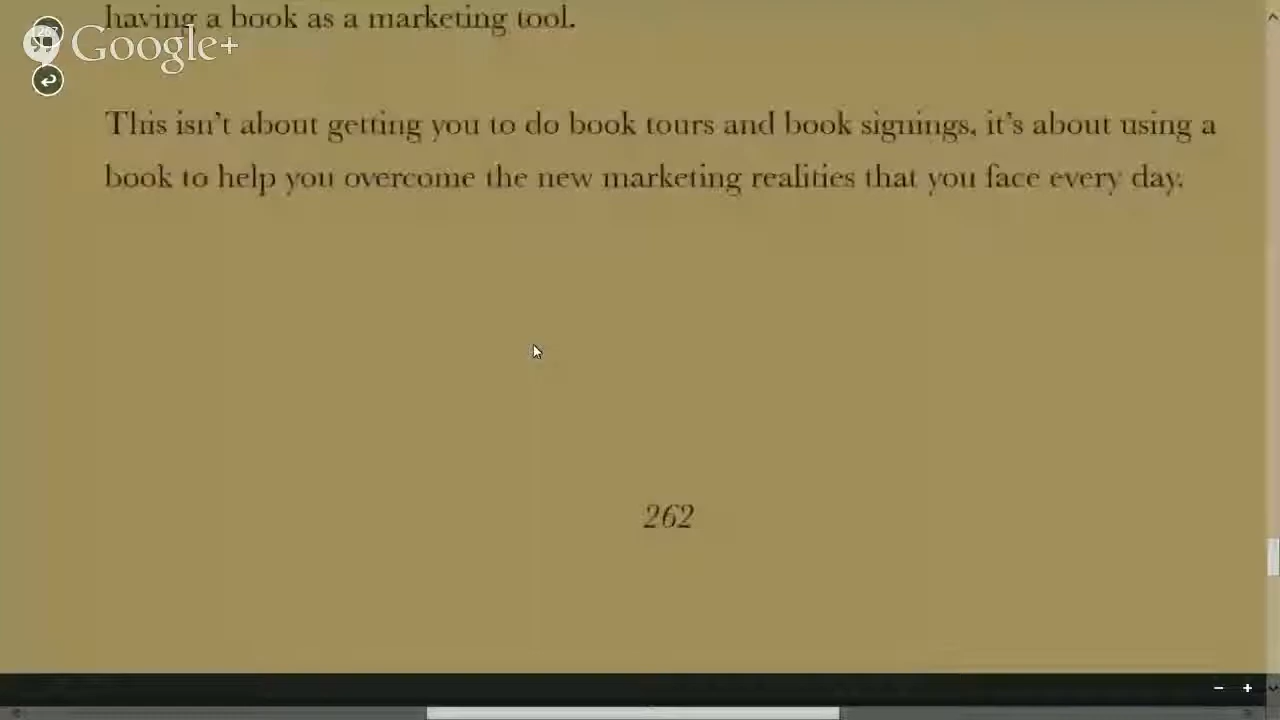 having a book as a marketing tool.
Google+
This isn't about getting you to do book tours and book signings, it's about using a
book to help you overcome the new marketing realities that you face every day.
262